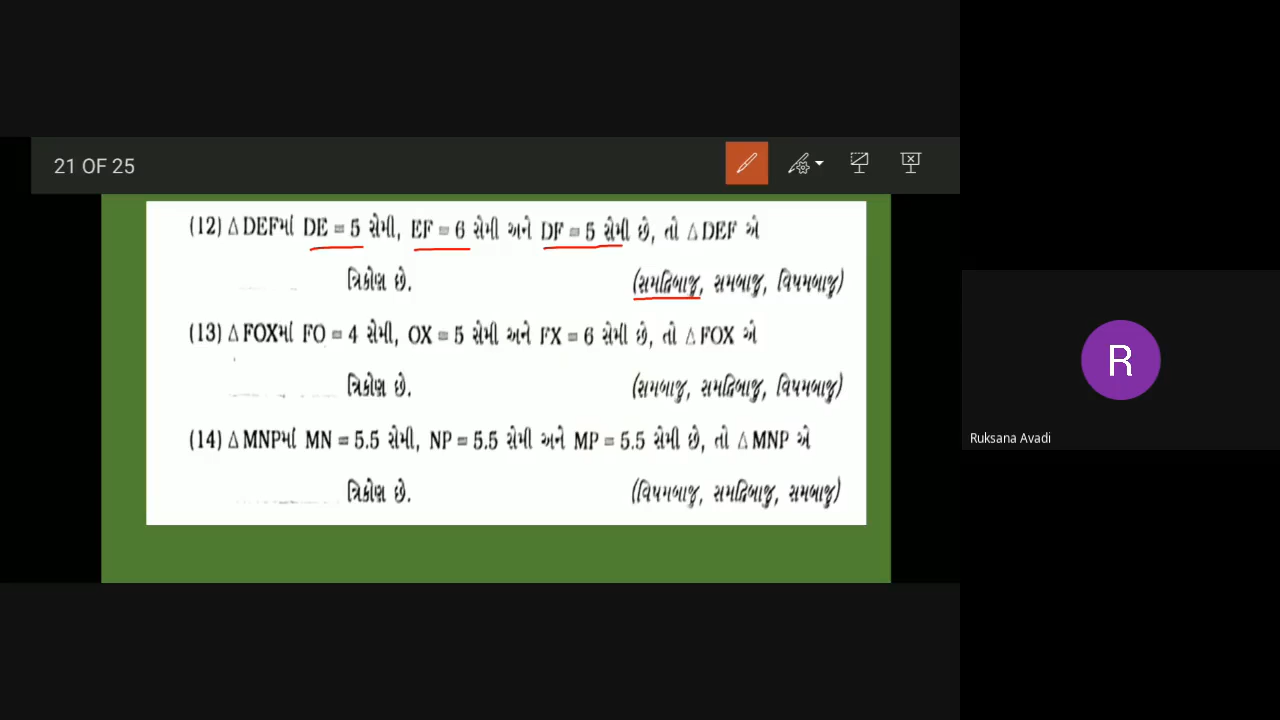 21 OF 25
(12) △ DEFમાં DE = 5 સેમી, EF = 6 સેમી અને DF = 5 સેમી છે, તો △ DEF એ
ત્રિકોણ છે. (સમદ્વિબાજુ, સમબાજુ, વિષમબાજુ)
(13) △ FOXમાં FO = 4 સેમી, OX = 5 સેમી અને FX = 6 સેમી છે, તો △ FOX એ
ત્રિકોણ છે. (સમબાજુ, સમદ્વિબાજુ, વિષમબાજુ)
(14) △ MNPમાં MN = 5.5 સેમી, NP = 5.5 સેમી અને MP = 5.5 સેમી છે, તો △ MNP એ
ત્રિકોણ છે. (વિષમબાજુ, સમદ્વિબાજુ, સમબાજુ)
R
Ruksana Avadi